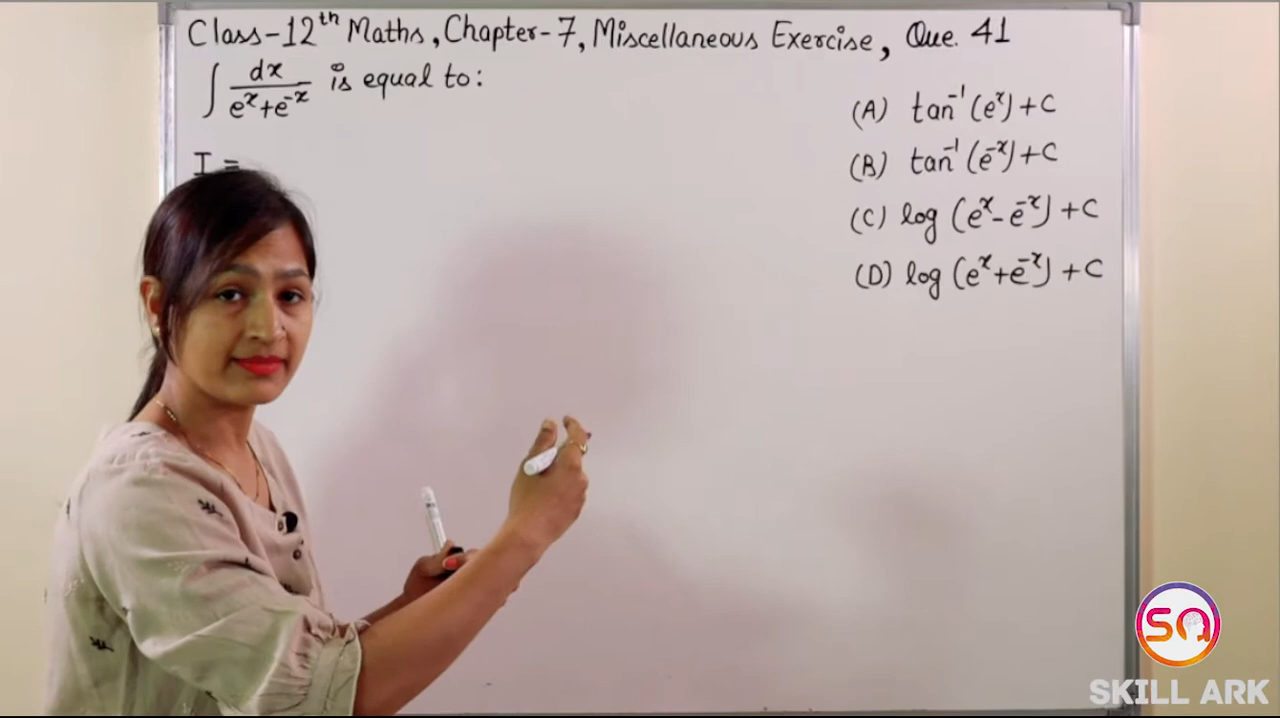 Class-12th Maths, Chapter-7, Miscellaneous Exercise, Que. 41
∫ dx/(eˣ+e⁻ˣ) is equal to:
(A) tan⁻¹(eˣ)+C
(B) tan⁻¹(e⁻ˣ)+C
(C) log (eˣ-e⁻ˣ)+C
(D) log (eˣ+e⁻ˣ)+C
I =
SA
SKILL ARK